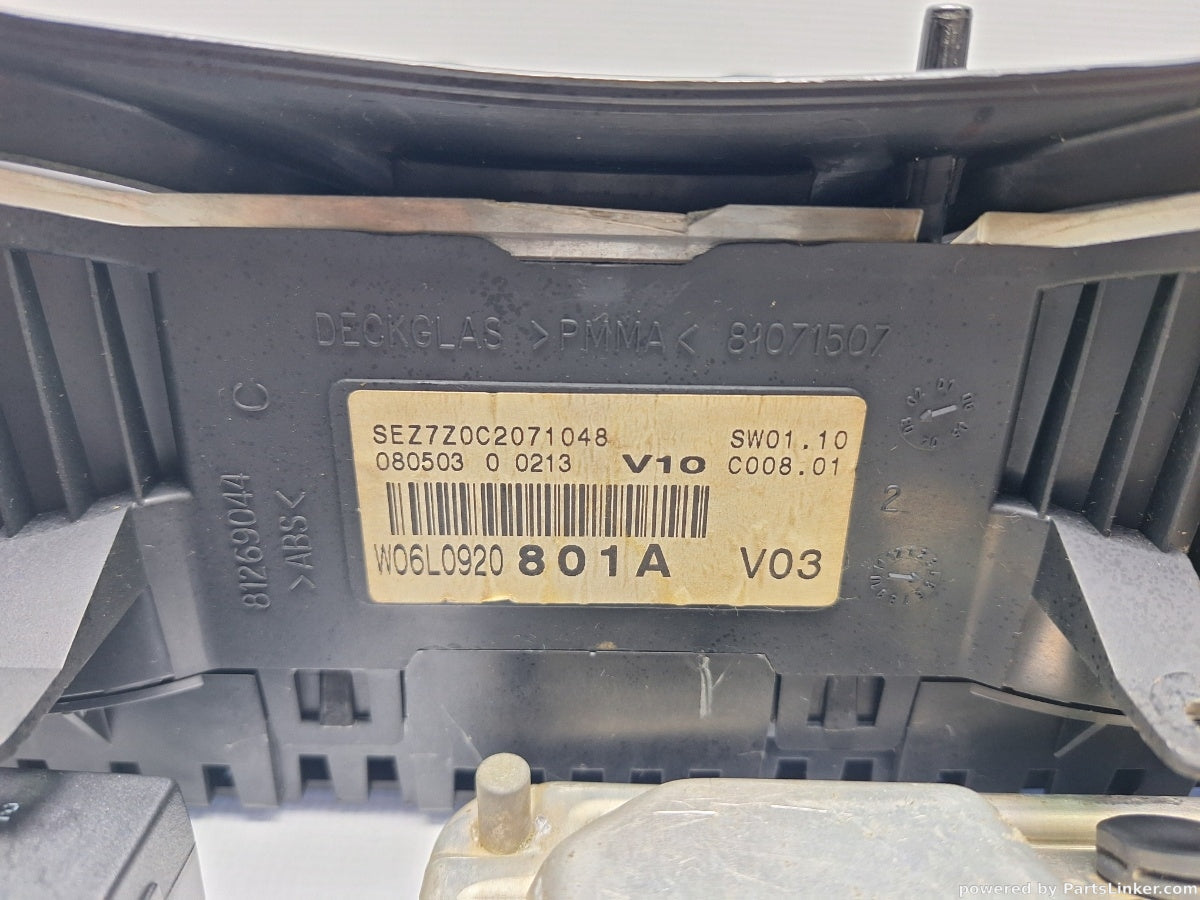 DECKGLAS >PMMA< 81071507
SEZ7Z0C2071048 SW01.10
080503 0 0213 V10 C008.01
W06L0920 801A V03
81269044 C
>ABS<
2
powered by PartsLinker.com